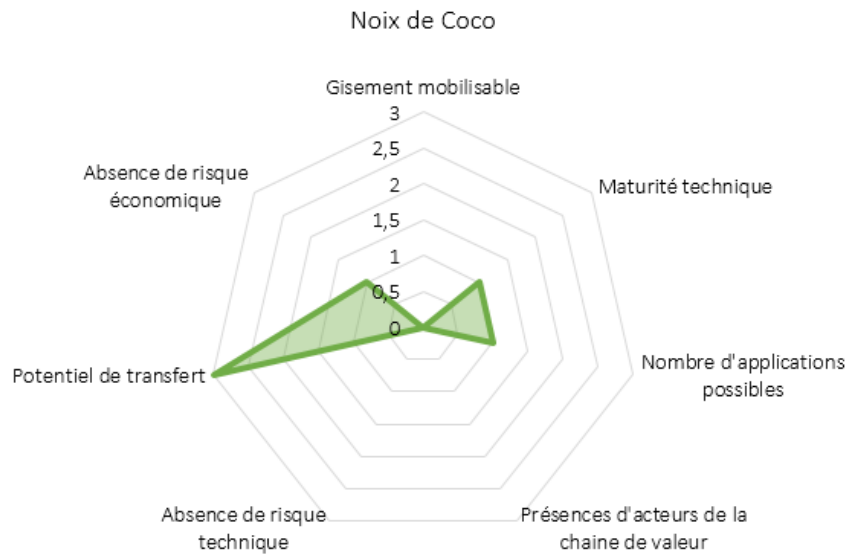 Noix de Coco
Gisement mobilisable
3
2,5
2
1,5
1
0,5
0
Maturité technique
Nombre d'applications
possibles
Présences d'acteurs de la
chaine de valeur
Absence de risque
technique
Potentiel de transfert
Absence de risque
économique